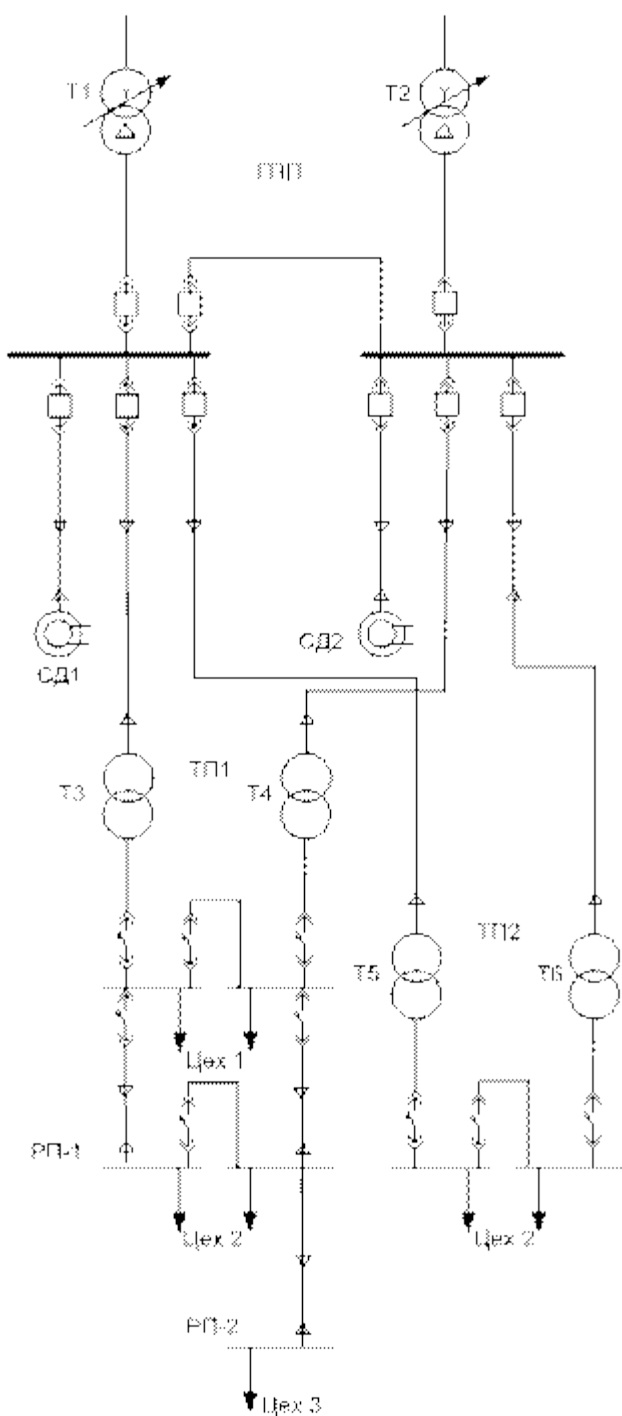 Т1
Т2
ГПП
СД1
СД2
Т3
ТП1
Т4
Т5
ТП2
Т6
Цех 1
РП-1
Цех 2
Цех 2
РП-2
Цех 3